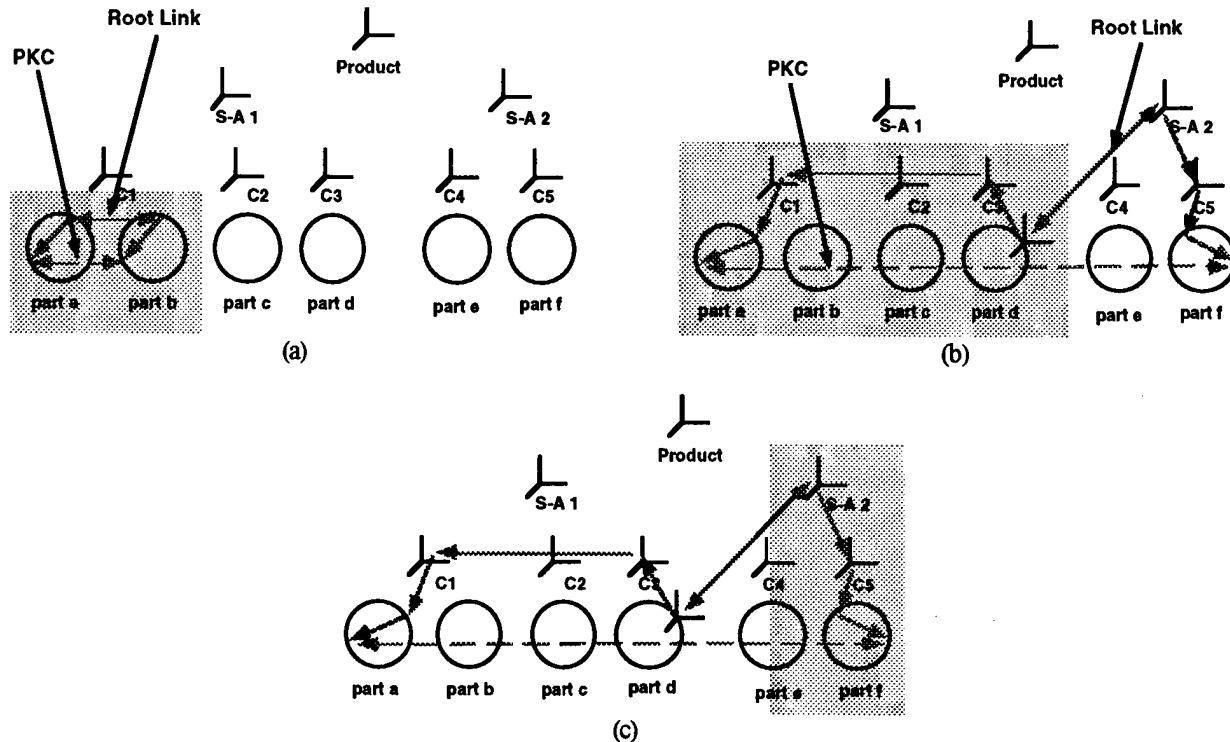 Root Link
PKC
Product
S-A 1
S-A 2
C1
C2
C3
C4
C5
part a
part b
part c
part d
part e
part f
(a)
Root Link
PKC
Product
S-A 1
S-A 2
C1
C2
C3
C4
C5
part a
part b
part c
part d
part e
part f
(b)
Product
S-A 1
S-A 2
C1
C2
C3
C4
C5
part a
part b
part c
part d
part e
part f
(c)